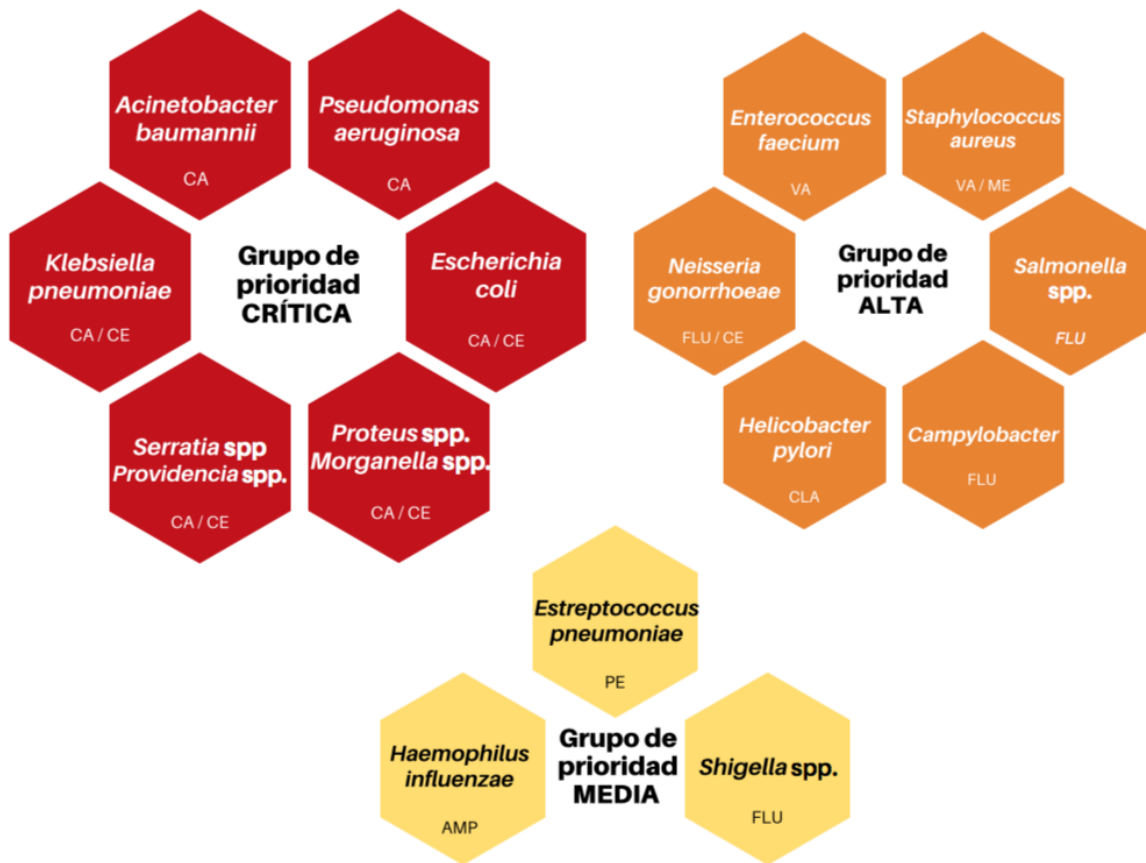 Acinetobacter
baumannii
CA
Pseudomonas
aeruginosa
CA
Klebsiella
pneumoniae
CA / CE
Grupo de
prioridad
CRÍTICA
Escherichia
coli
CA / CE
Serratia spp
Providencia spp.
CA / CE
Proteus spp.
Morganella spp.
CA / CE
Enterococcus
faecium
VA
Staphylococcus
aureus
VA / ME
Neisseria
gonorrhoeae
FLU / CE
Grupo de
prioridad
ALTA
Salmonella
spp.
FLU
Helicobacter
pylori
CLA
Campylobacter
FLU
Estreptococcus
pneumoniae
PE
Haemophilus
influenzae
AMP
Grupo de
prioridad
MEDIA
Shigella spp.
FLU